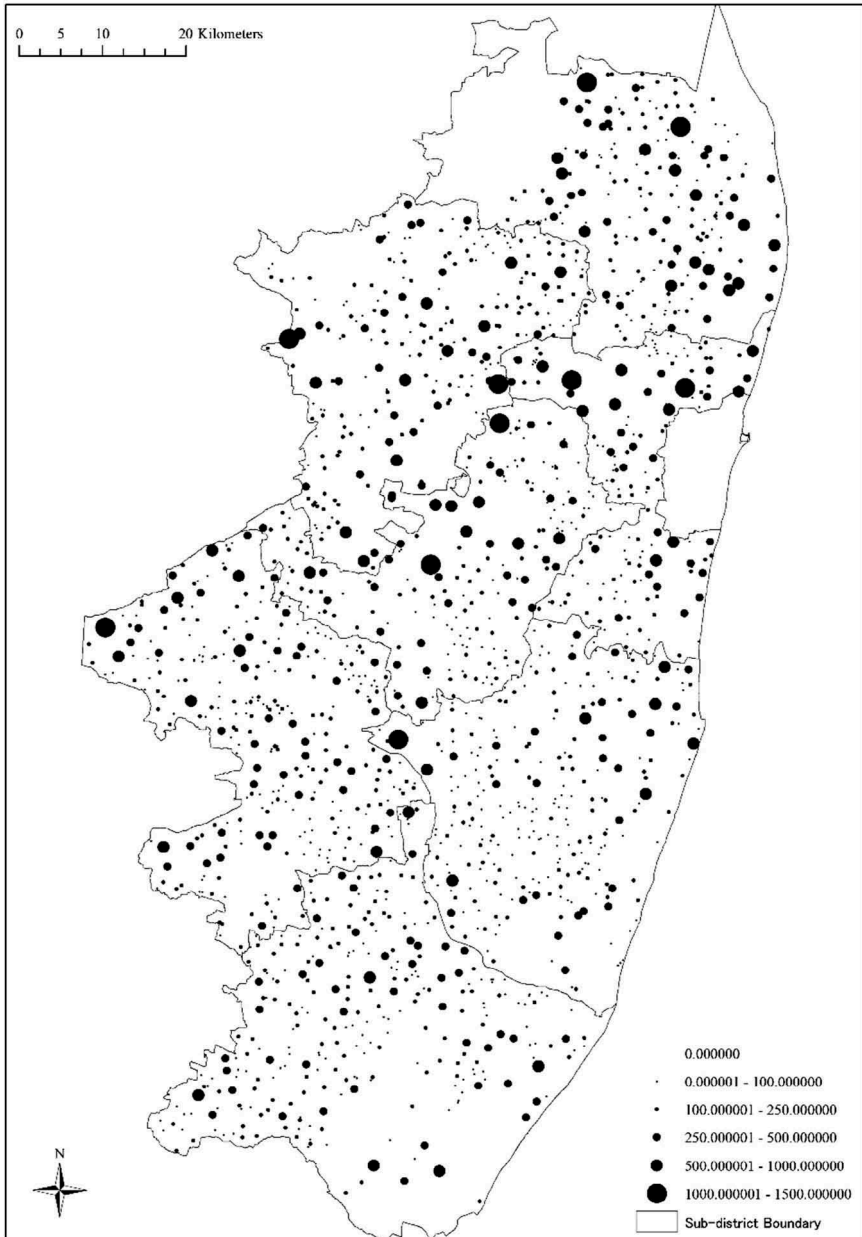 0 5 10 20 Kilometers
0.000000
0.000001 - 100.000000
100.000001 - 250.000000
250.000001 - 500.000000
500.000001 - 1000.000000
1000.000001 - 1500.000000
Sub-district Boundary
N